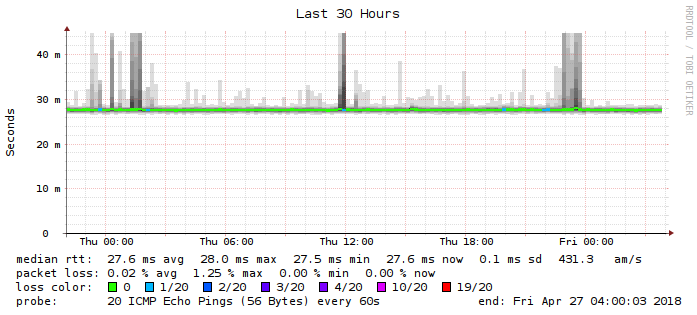 Last 30 Hours
RRDTOOL / TOBI OETIKER
Seconds
40 m
30 m
20 m
10 m
0
Thu 00:00 Thu 06:00 Thu 12:00 Thu 18:00 Fri 00:00
median rtt: 27.6 ms avg 28.0 ms max 27.5 ms min 27.6 ms now 0.1 ms sd 431.3 am/s
packet loss: 0.02 % avg 1.25 % max 0.00 % min 0.00 % now
loss color: 0 1/20 2/20 3/20 4/20 10/20 19/20
probe: 20 ICMP Echo Pings (56 Bytes) every 60s end: Fri Apr 27 04:00:03 2018